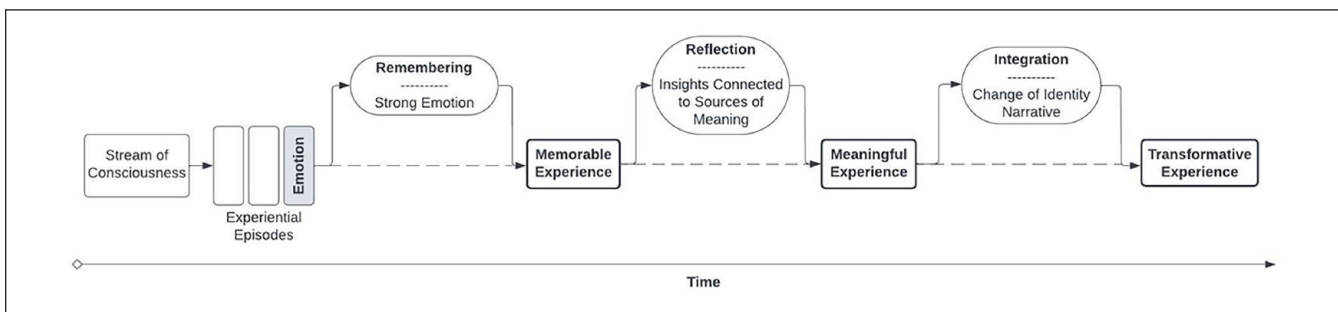 Remembering
----------
Strong Emotion
Reflection
----------
Insights Connected
to Sources of
Meaning
Integration
----------
Change of Identity
Narrative
Stream of
Consciousness
Emotion
Experiential
Episodes
Memorable
Experience
Meaningful
Experience
Transformative
Experience
Time